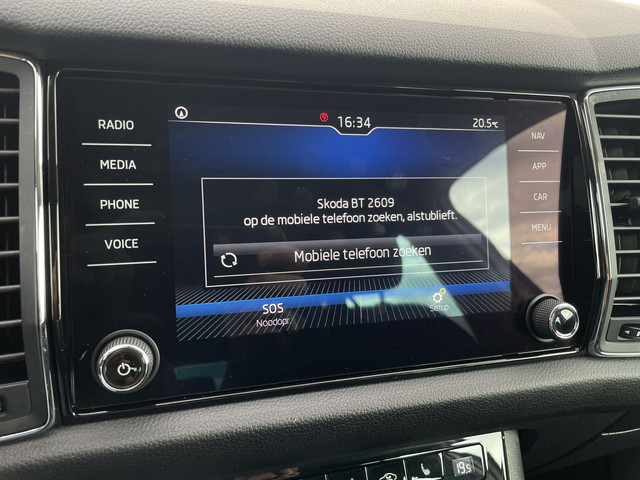 RADIO
MEDIA
PHONE
VOICE
16:34
20.5°C
Skoda BT 2609
op de mobiele telefoon zoeken, alstublieft.
Mobiele telefoon zoeken
SOS
Noodopr.
Setup
NAV
APP
CAR
MENU
19.5